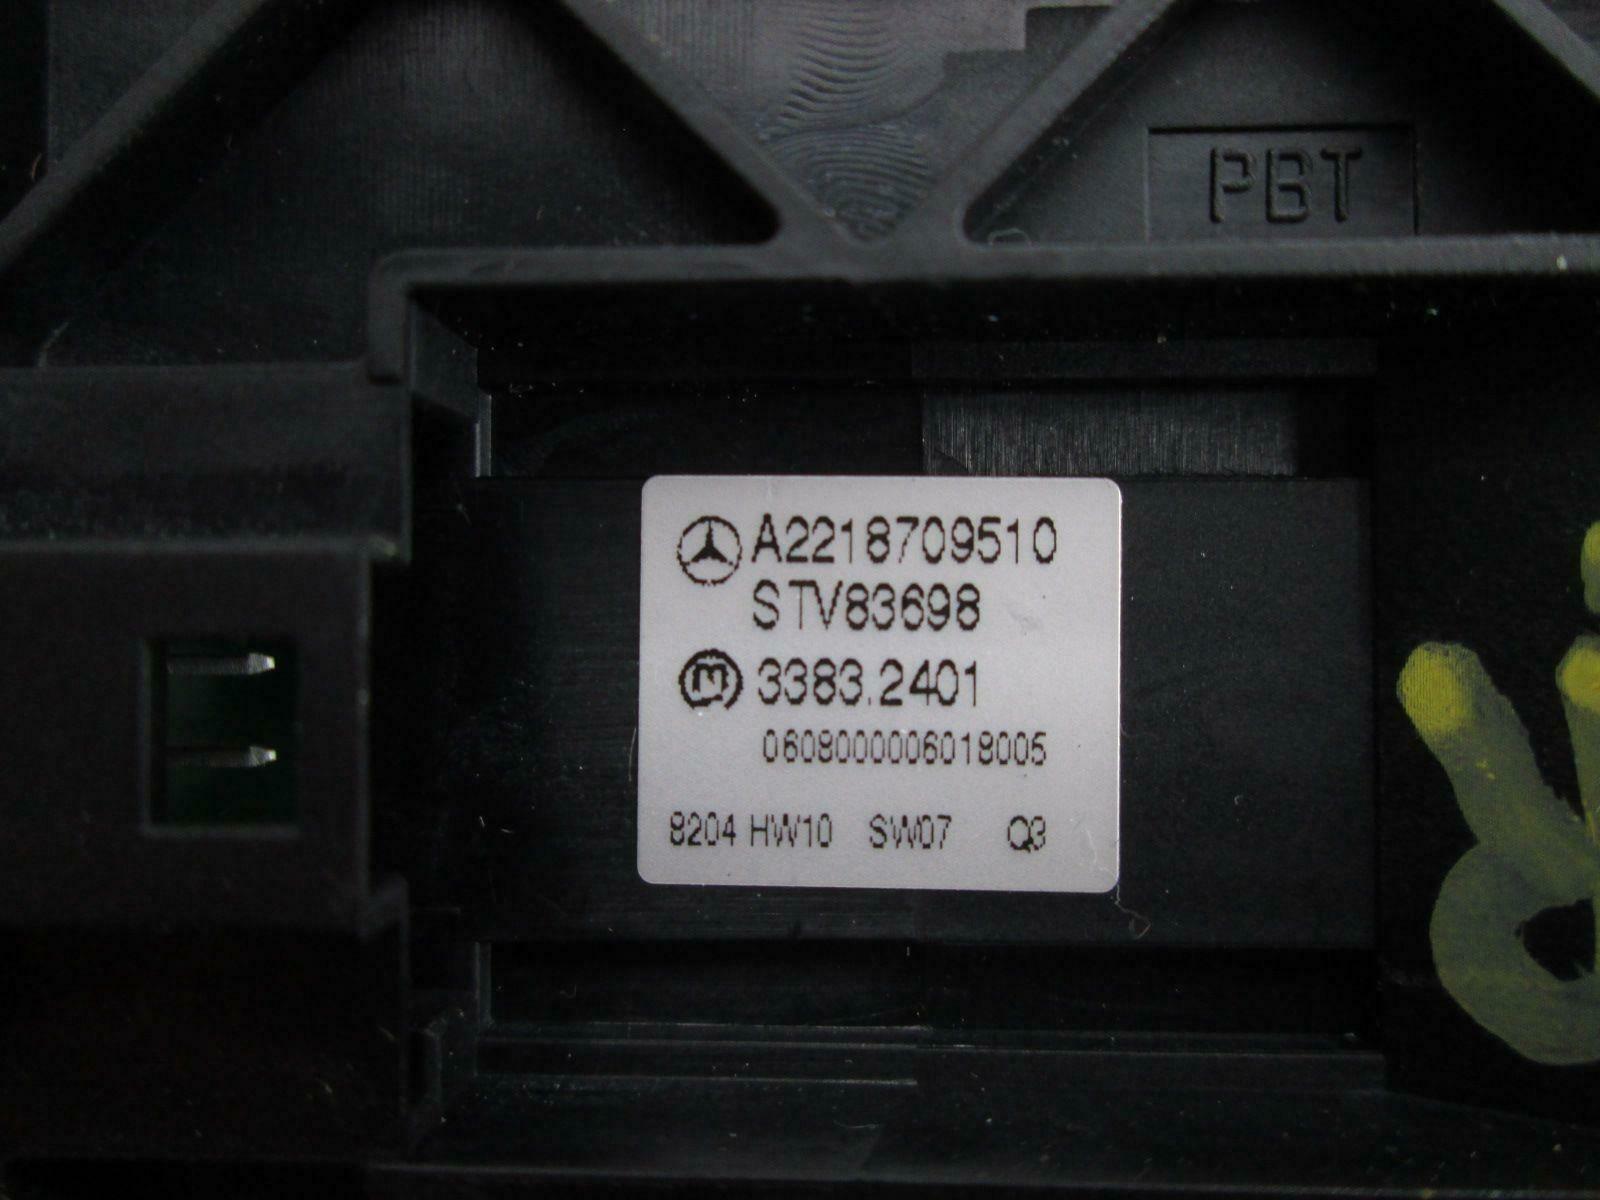 PBT
A2218709510
STV83698
M 3383.2401
0608000006018005
8204 HW10 SW07 Q3